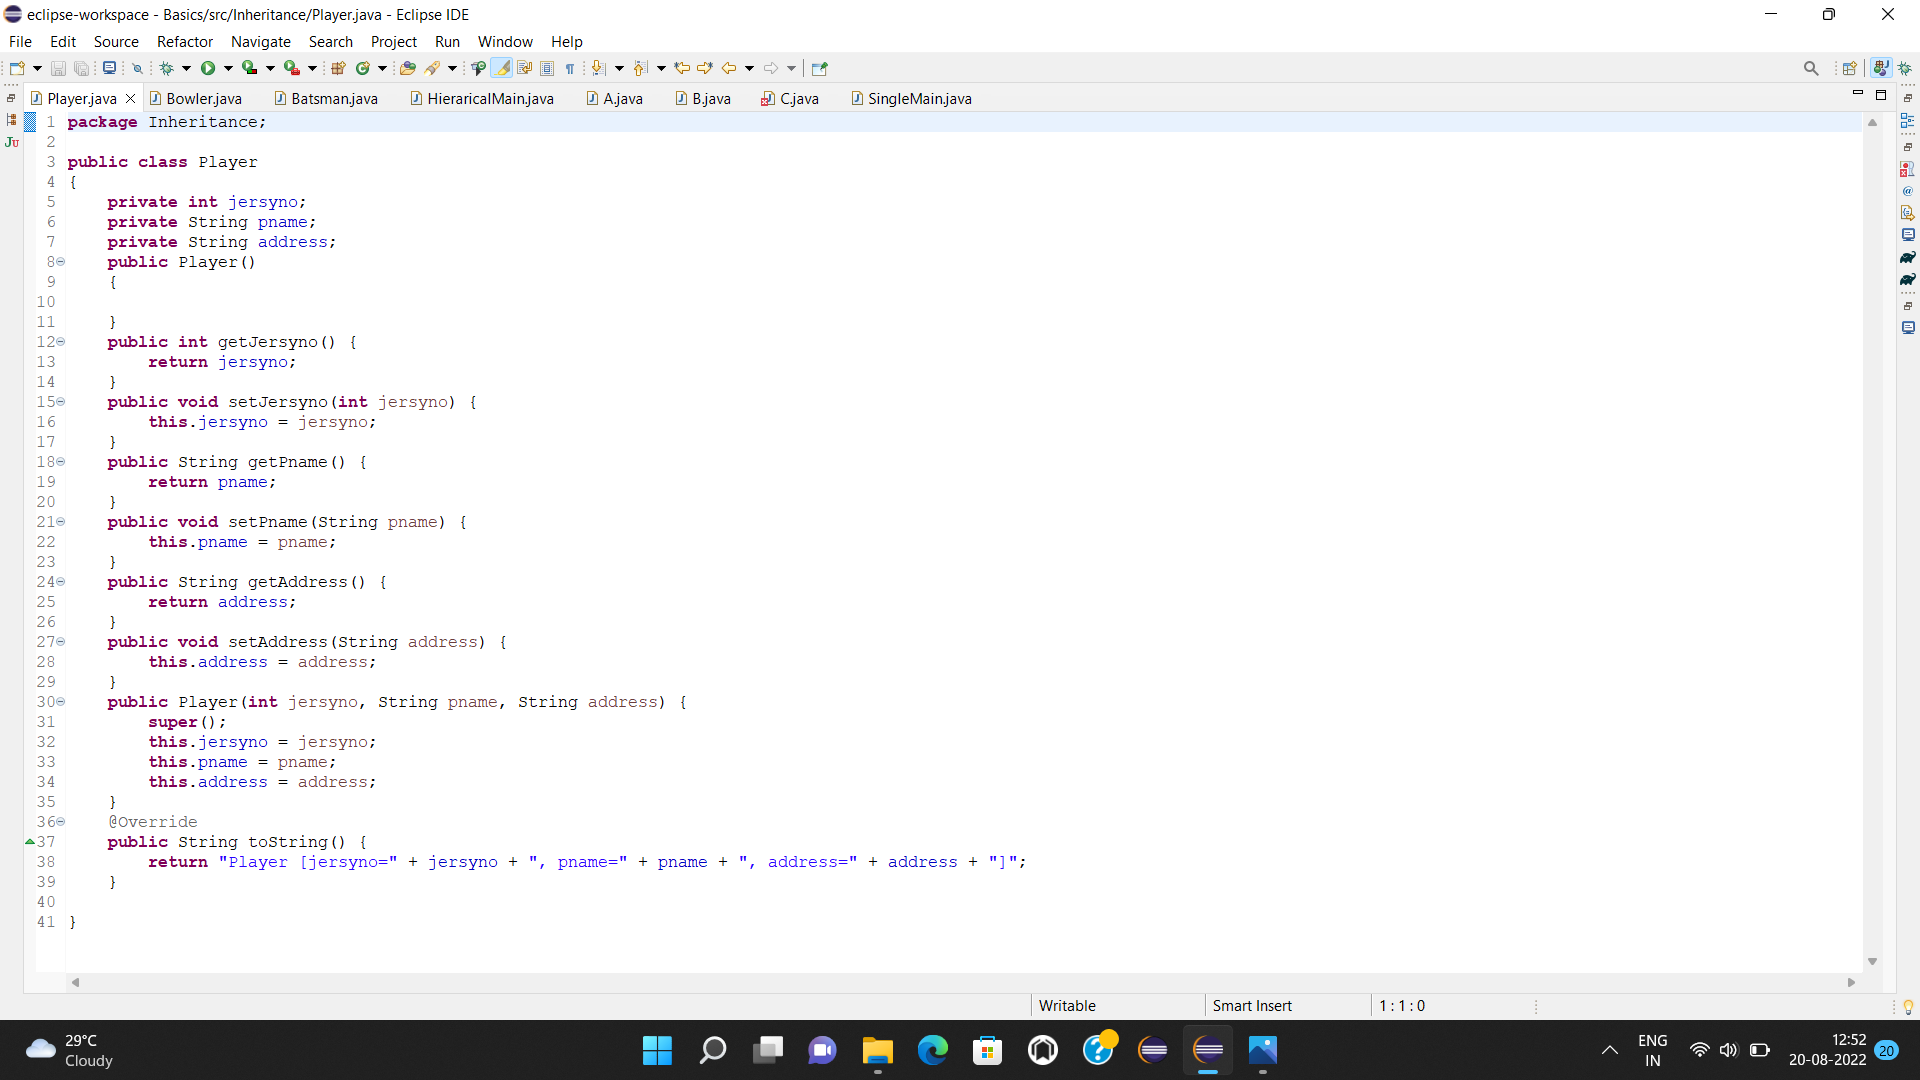 eclipse-workspace - Basics/src/Inheritance/Player.java - Eclipse IDE
File Edit Source Refactor Navigate Search Project Run Window Help
Player.java Bowler.java Batsman.java HieraricalMain.java A.java B.java C.java SingleMain.java
1 package Inheritance;
2
3 public class Player
4 {
5     private int jersyno;
6     private String pname;
7     private String address;
8     public Player()
9     {
10
11     }
12     public int getJersyno() {
13         return jersyno;
14     }
15     public void setJersyno(int jersyno) {
16         this.jersyno = jersyno;
17     }
18     public String getPname() {
19         return pname;
20     }
21     public void setPname(String pname) {
22         this.pname = pname;
23     }
24     public String getAddress() {
25         return address;
26     }
27     public void setAddress(String address) {
28         this.address = address;
29     }
30     public Player(int jersyno, String pname, String address) {
31         super();
32         this.jersyno = jersyno;
33         this.pname = pname;
34         this.address = address;
35     }
36     @Override
37     public String toString() {
38         return "Player [jersyno=" + jersyno + ", pname=" + pname + ", address=" + address + "]";
39     }
40
41 }
Writable Smart Insert 1 : 1 : 0
29°C
Cloudy
ENG
IN
12:52
20-08-2022
20